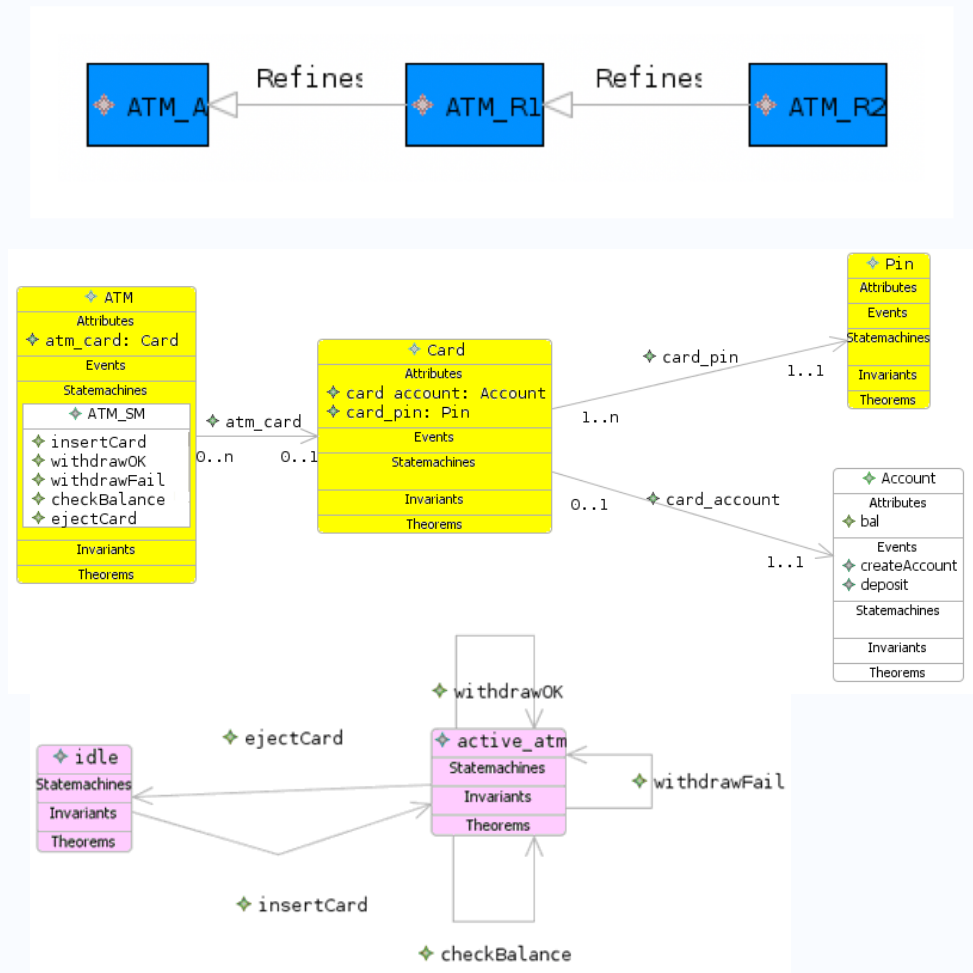 Refines
Refines
ATM_A
ATM_R1
ATM_R2
ATM
Attributes
atm_card: Card
Events
Statemachines
ATM_SM
insertCard
withdrawOK
withdrawFail
checkBalance
ejectCard
Invariants
Theorems
atm_card
0..n
0..1
Card
Attributes
card_account: Account
card_pin: Pin
Events
Statemachines
Invariants
Theorems
card_pin
1..n
1..1
Pin
Attributes
Events
Statemachines
Invariants
Theorems
card_account
0..1
1..1
Account
Attributes
bal
Events
createAccount
deposit
Statemachines
Invariants
Theorems
withdrawOK
ejectCard
idle
Statemachines
Invariants
Theorems
active_atm
Statemachines
Invariants
Theorems
withdrawFail
insertCard
checkBalance